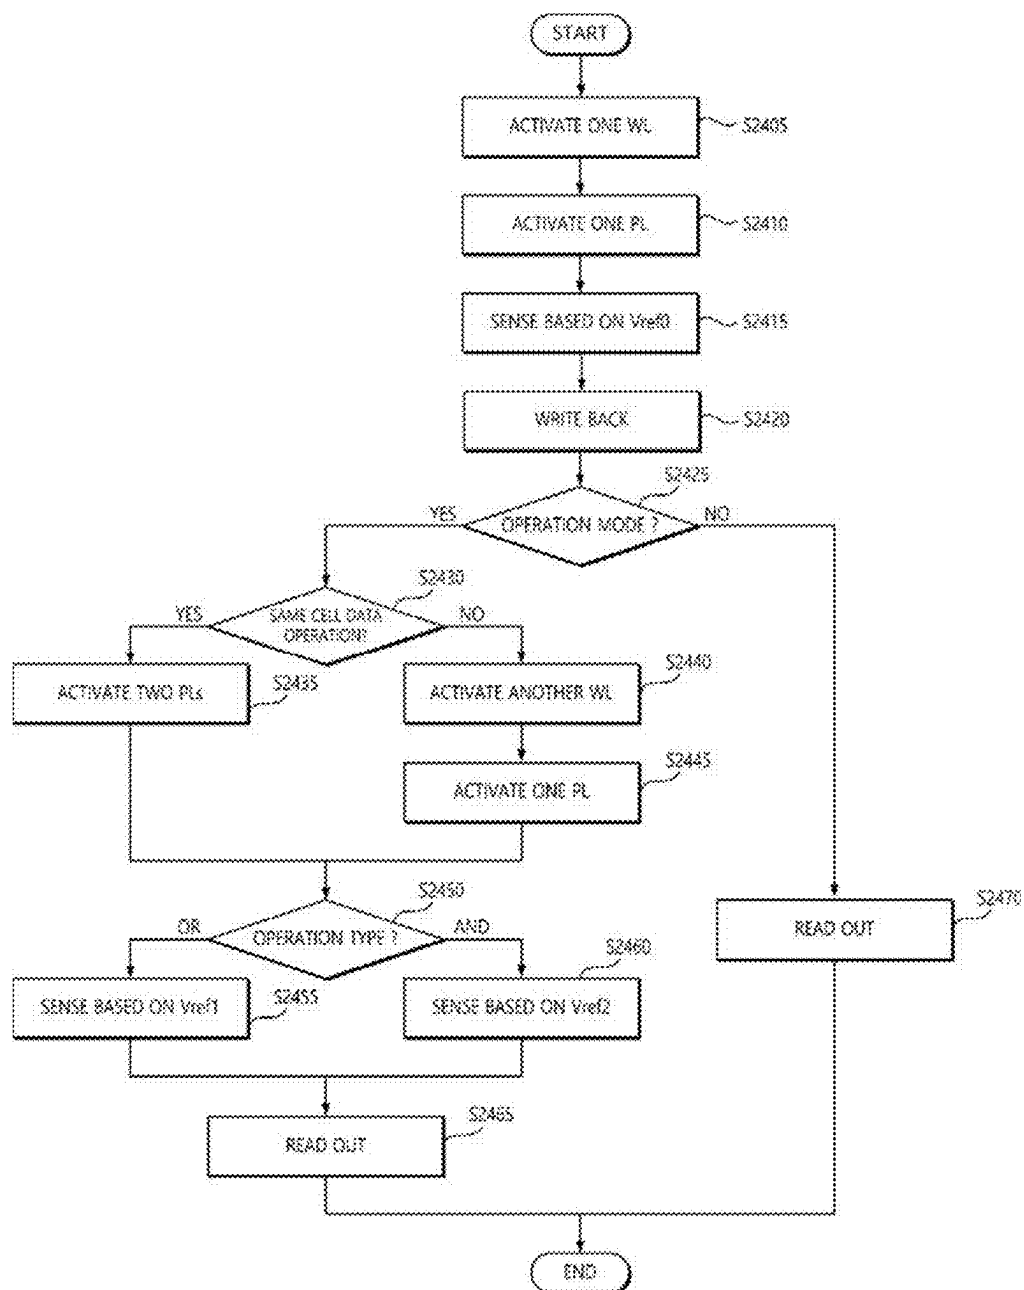 START
ACTIVATE ONE WL
S2405
ACTIVATE ONE PL
S2410
SENSE BASED ON Vref0
S2415
WRITE BACK
S2420
S2425
YES
OPERATION MODE ?
NO
S2430
YES
SAME CELL DATA
OPERATION?
NO
ACTIVATE TWO PLs
S2435
ACTIVATE ANOTHER WL
S2440
ACTIVATE ONE PL
S2445
S2450
OR
OPERATION TYPE ?
AND
S2470
READ OUT
SENSE BASED ON Vref1
S2455
SENSE BASED ON Vref2
S2460
READ OUT
S2465
END